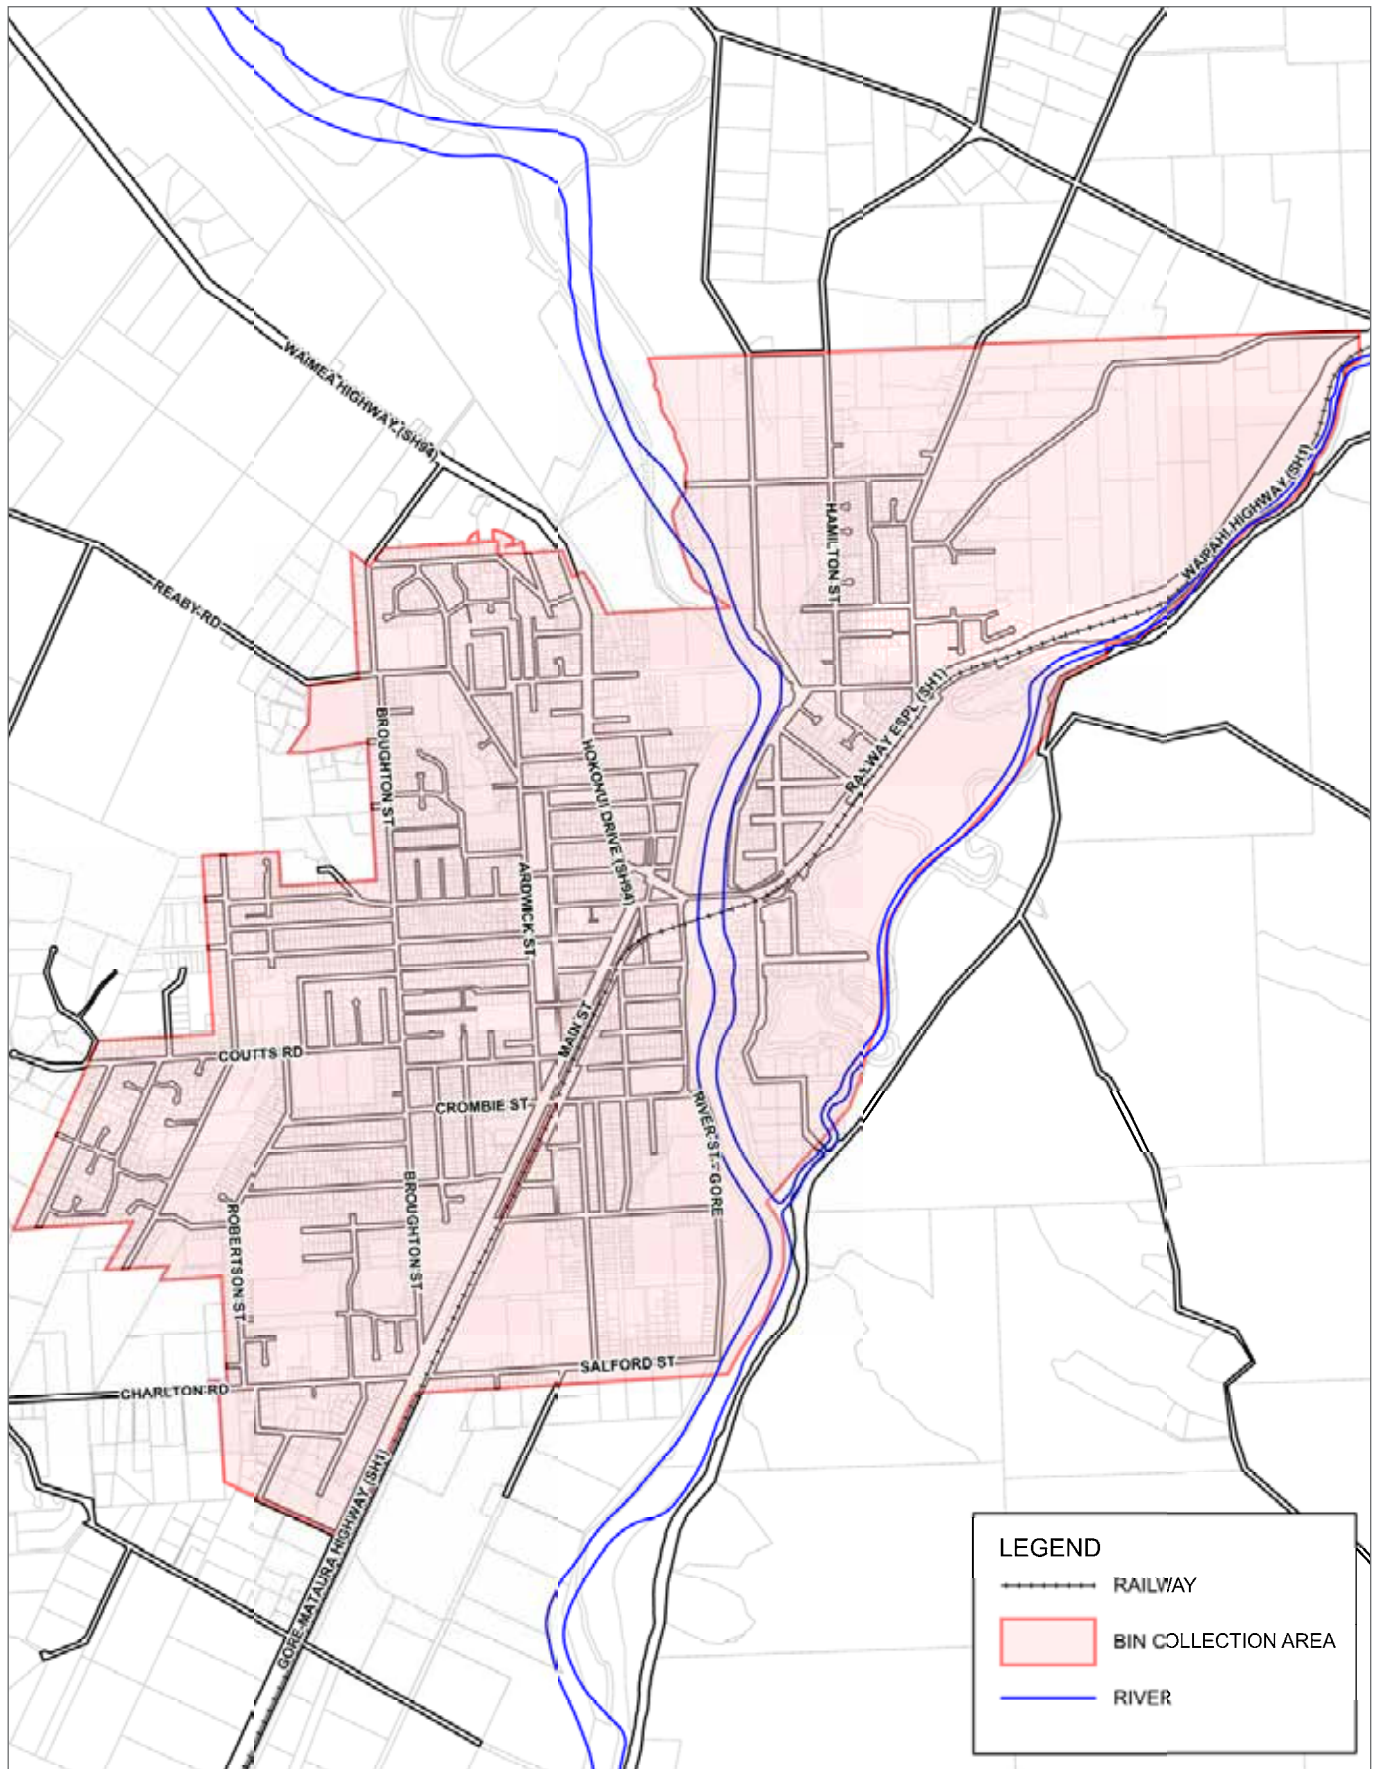 WAIMEA HIGHWAY (SH94)
HAMILTON ST
WAIPAHI HIGHWAY (SH1)
REABY RD
RAILWAY ESPL (SH1)
BROUGHTON ST
HOKONUI DRIVE (SH94)
ARDWICK ST
MAIN ST
COUTTS RD
CROMBIE ST
RIVER ST - GORE
BROUGHTON ST
ROBERTSON ST
SALFORD ST
CHARLTON RD
GORE-MATAURA HIGHWAY (SH1)
LEGEND
RAILWAY
BIN COLLECTION AREA
RIVER